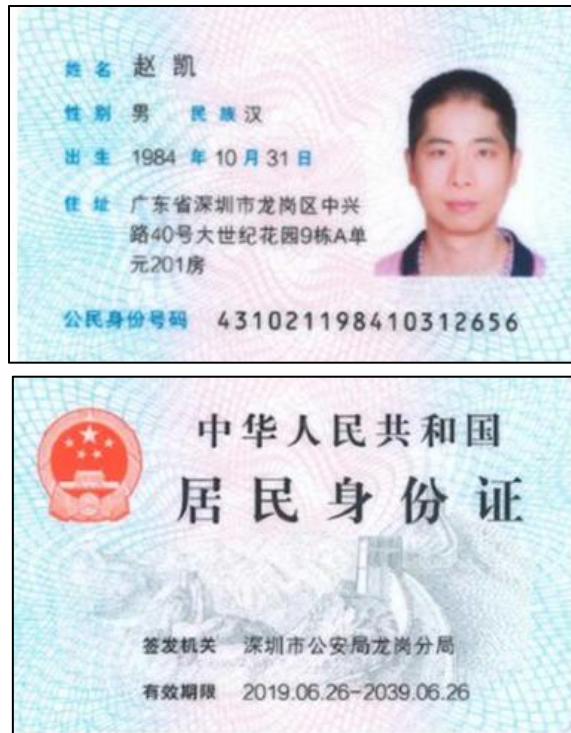 姓名 赵凯
性别 男 民族 汉
出生 1984 年 10 月 31 日
住址 广东省深圳市龙岗区中兴
路40号大世纪花园9栋A单
元201房
公民身份号码 431021198410312656
中华人民共和国
居民身份证
签发机关 深圳市公安局龙岗分局
有效期限 2019.06.26-2039.06.26